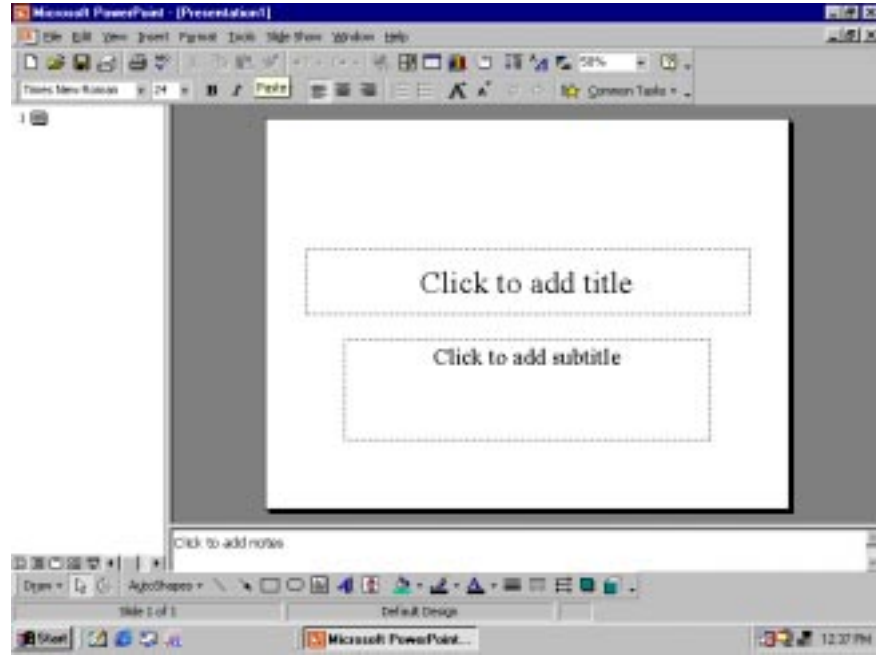 Microsoft PowerPoint - [Presentation1]
File Edit View Insert Format Tools Slide Show Window Help
58%
Times New Roman 24 B I Paste Common Tasks
1
Click to add title
Click to add subtitle
Click to add notes
Draw AutoShapes
Slide 1 of 1 Default Design
Start Microsoft PowerPoint... 12:37 PM